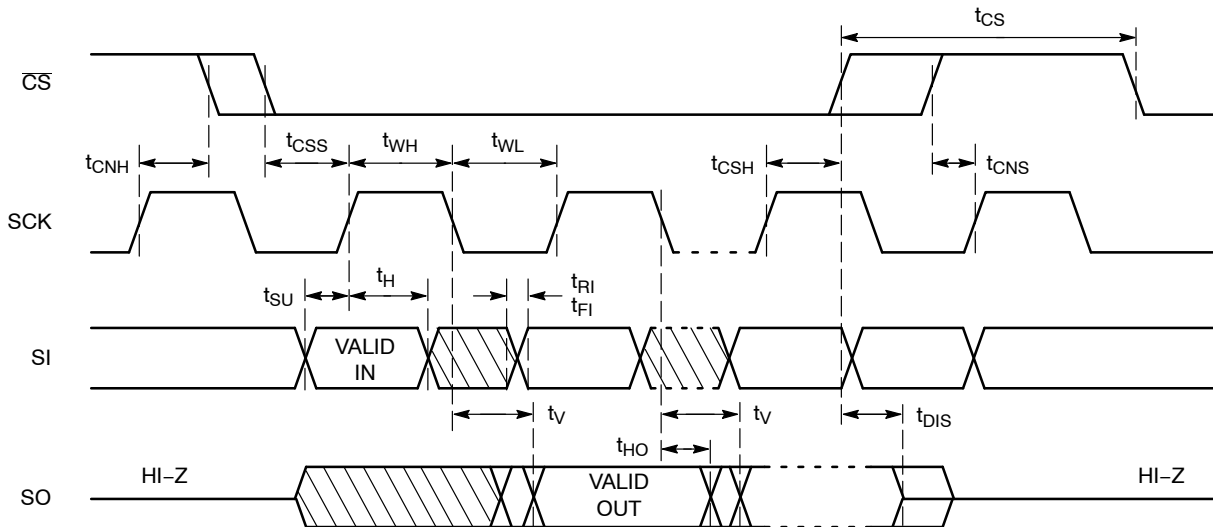 tCS
CS
tCNH
tCSS
tWH
tWL
tCSH
tCNS
SCK
tSU
tH
tRI
tFI
SI
VALID
IN
tV
tV
tDIS
tHO
SO
HI–Z
VALID
OUT
HI–Z